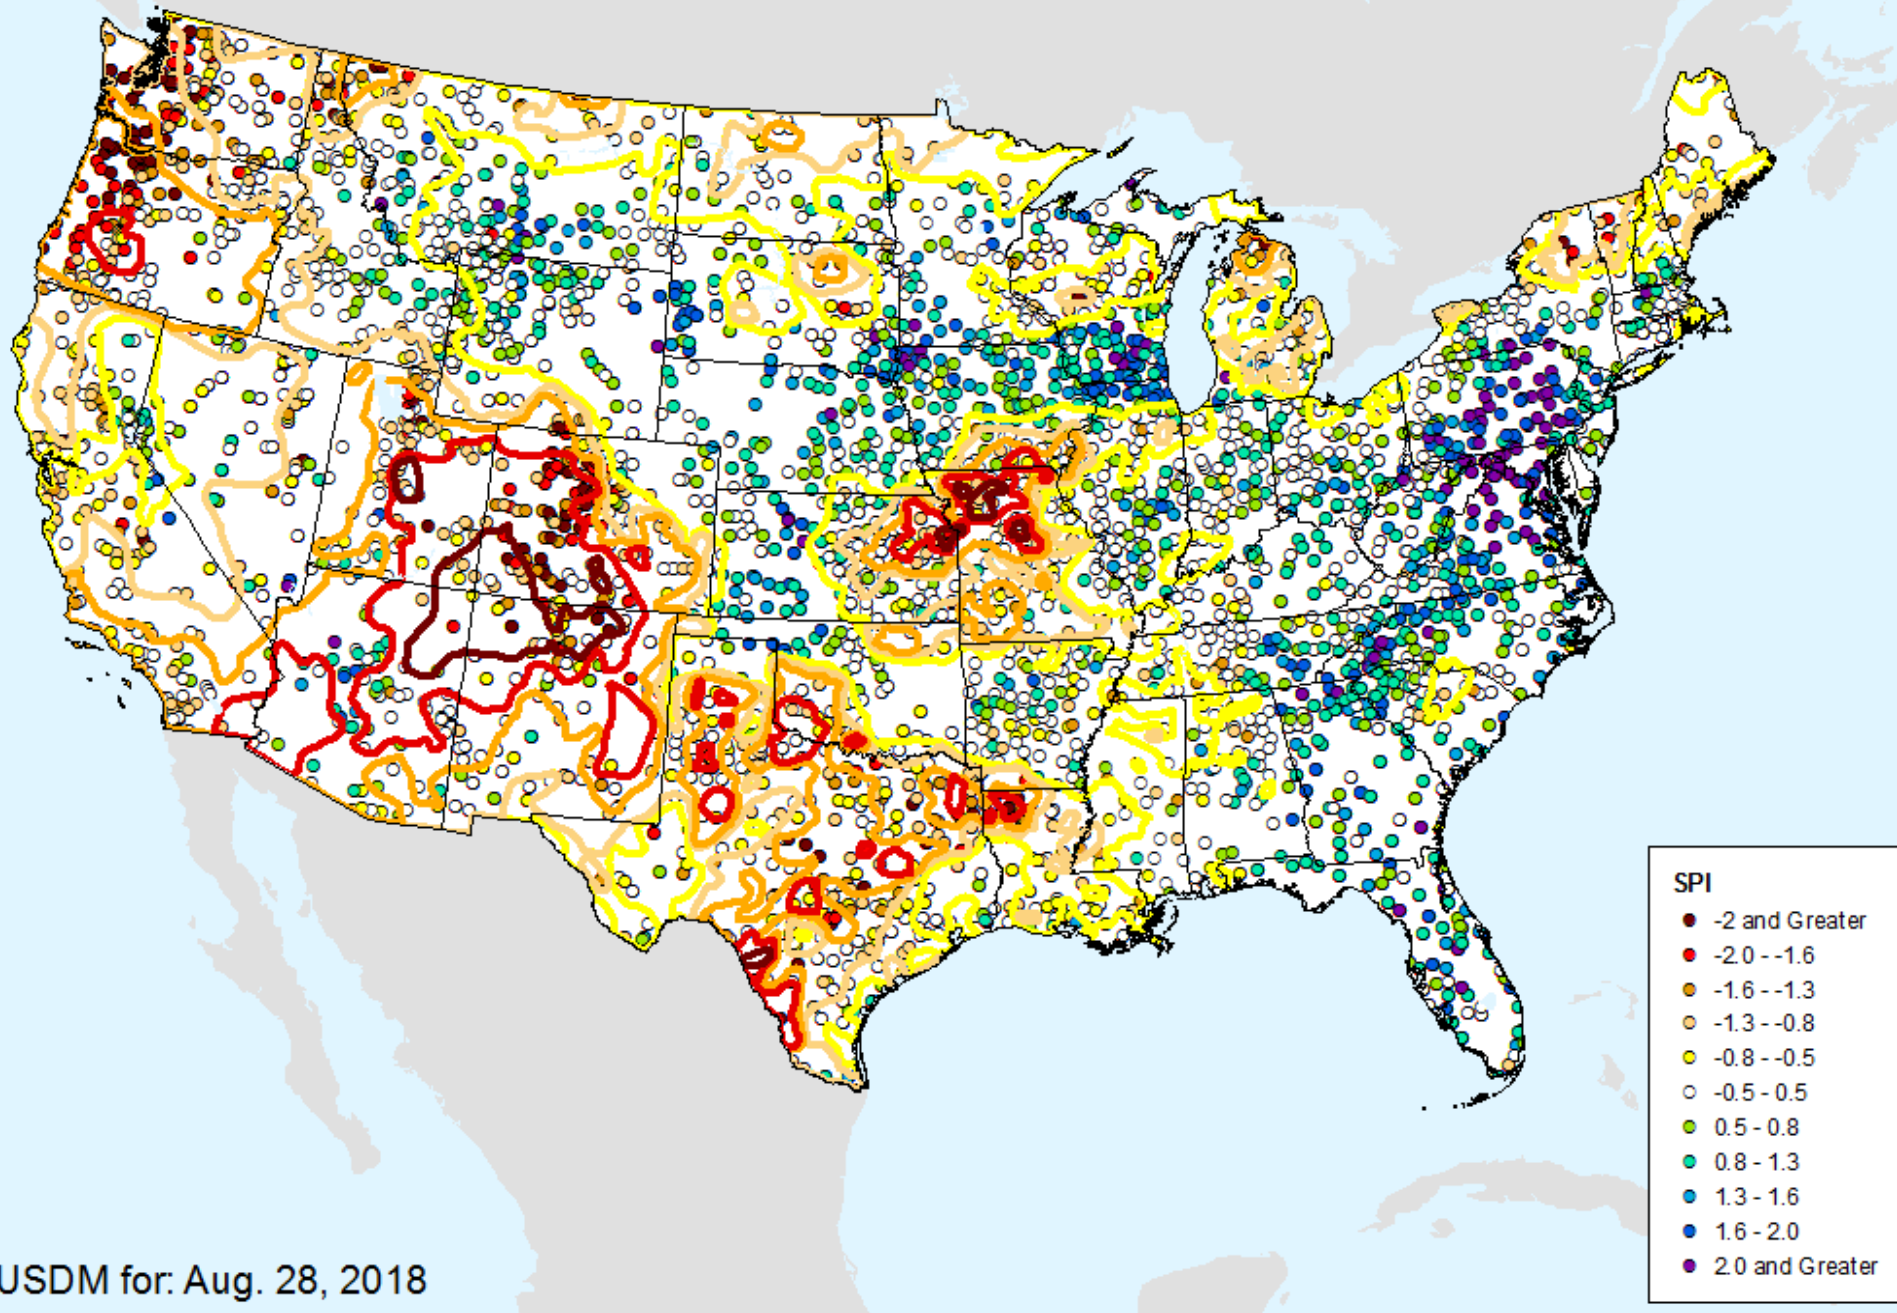 SPI
-2 and Greater
-2.0 - -1.6
-1.6 - -1.3
-1.3 - -0.8
-0.8 - -0.5
-0.5 - 0.5
0.5 - 0.8
0.8 - 1.3
1.3 - 1.6
1.6 - 2.0
2.0 and Greater
USDM for: Aug. 28, 2018